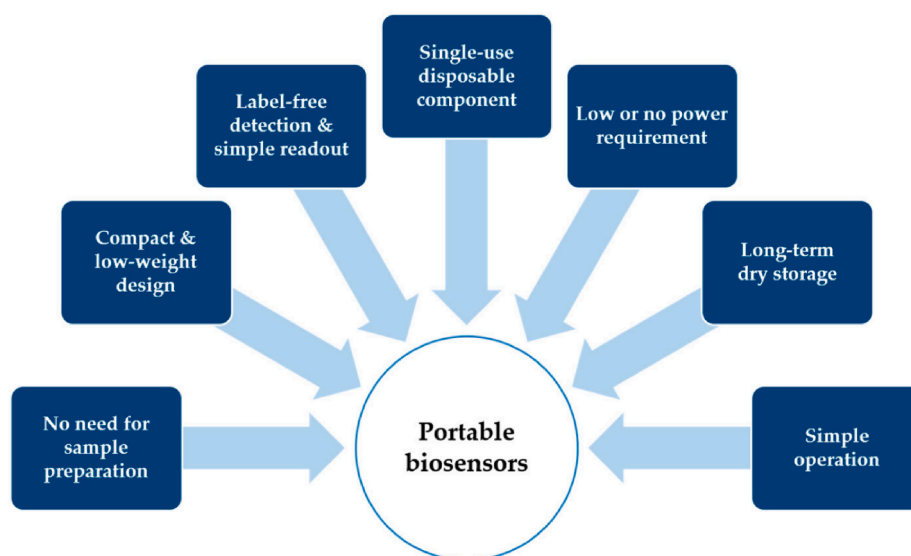 Single-use
disposable
component
Label-free
detection &
simple readout
Low or no power
requirement
Compact &
low-weight
design
Long-term
dry storage
No need for
sample
preparation
Portable
biosensors
Simple
operation